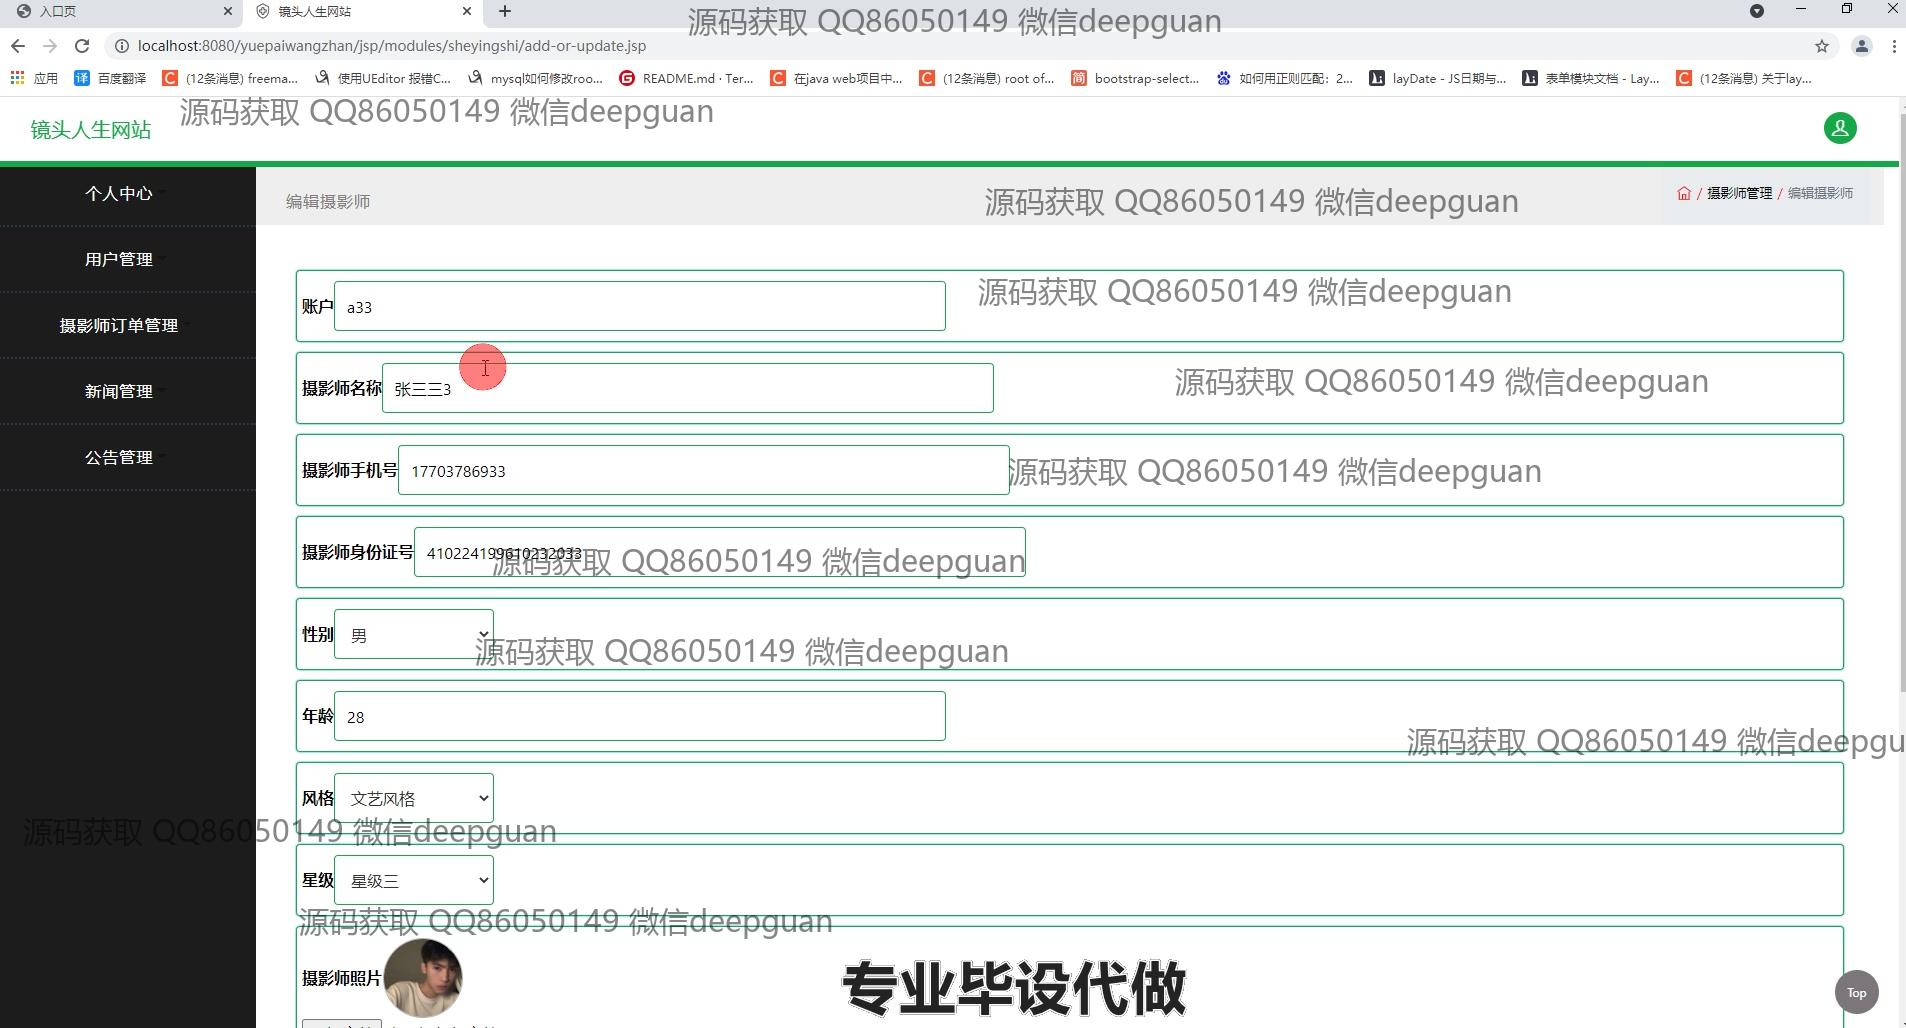 入口页
镜头人生网站
源码获取 QQ86050149 微信deepguan
localhost:8080/yuepaiwangzhan/jsp/modules/sheyingshi/add-or-update.jsp
应用
百度翻译
(12条消息) freema...
使用UEditor 报错C...
mysql如何修改roo...
README.md · Ter...
在java web项目中...
(12条消息) root of...
bootstrap-select...
如何用正则匹配：2...
layDate - JS日期与...
表单模块文档 - Lay...
(12条消息) 关于lay...
源码获取 QQ86050149 微信deepguan
镜头人生网站
个人中心
用户管理
摄影师订单管理
新闻管理
公告管理
编辑摄影师
源码获取 QQ86050149 微信deepguan
/ 摄影师管理 / 编辑摄影师
账户 a33
源码获取 QQ86050149 微信deepguan
摄影师名称 张三三3
源码获取 QQ86050149 微信deepguan
摄影师手机号 17703786933
源码获取 QQ86050149 微信deepguan
摄影师身份证号 410224199610232033
源码获取 QQ86050149 微信deepguan
性别 男
源码获取 QQ86050149 微信deepguan
年龄 28
源码获取 QQ86050149 微信deepgu
风格 文艺风格
源码获取 QQ86050149 微信deepguan
星级 星级三
源码获取 QQ86050149 微信deepguan
摄影师照片
专业毕设代做
Top